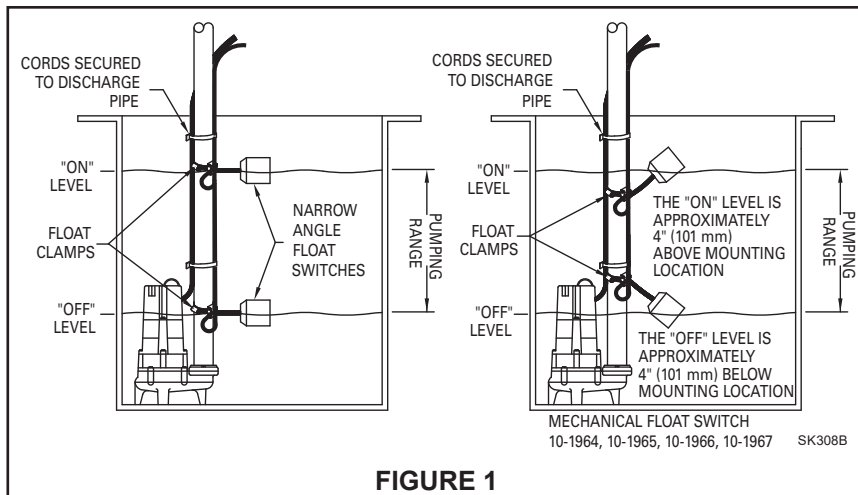 CORDS SECURED
TO DISCHARGE
PIPE
"ON"
LEVEL
FLOAT
CLAMPS
"OFF"
LEVEL
NARROW
ANGLE
FLOAT
SWITCHES
PUMPING
RANGE
CORDS SECURED
TO DISCHARGE
PIPE
"ON"
LEVEL
FLOAT
CLAMPS
"OFF"
LEVEL
THE "ON" LEVEL IS
APPROXIMATELY
4" (101 mm)
ABOVE MOUNTING
LOCATION
PUMPING
RANGE
THE "OFF" LEVEL IS
APPROXIMATELY
4" (101 mm) BELOW
MOUNTING LOCATION
MECHANICAL FLOAT SWITCH
10-1964, 10-1965, 10-1966, 10-1967
SK308B
FIGURE 1